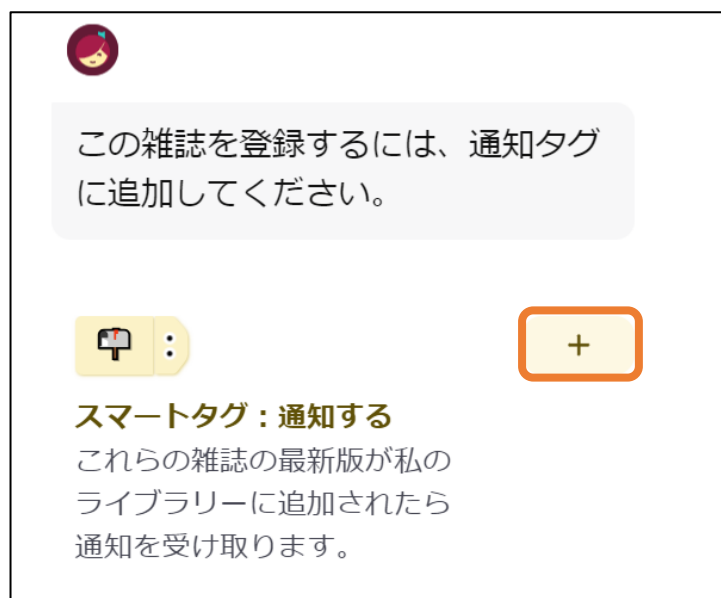 この雑誌を登録するには、通知タグ
に追加してください。
+
スマートタグ：通知する
これらの雑誌の最新版が私の
ライブラリーに追加されたら
通知を受け取ります。